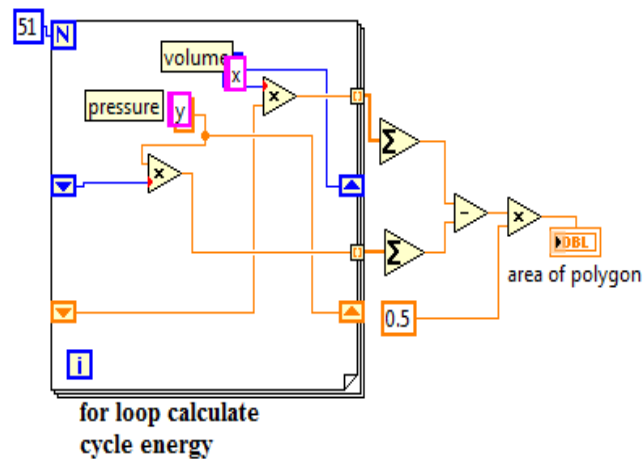 51
N
volume
x
x
pressure
y
x
Σ
-
x
DBL
Σ
area of polygon
0.5
i
for loop calculate
cycle energy